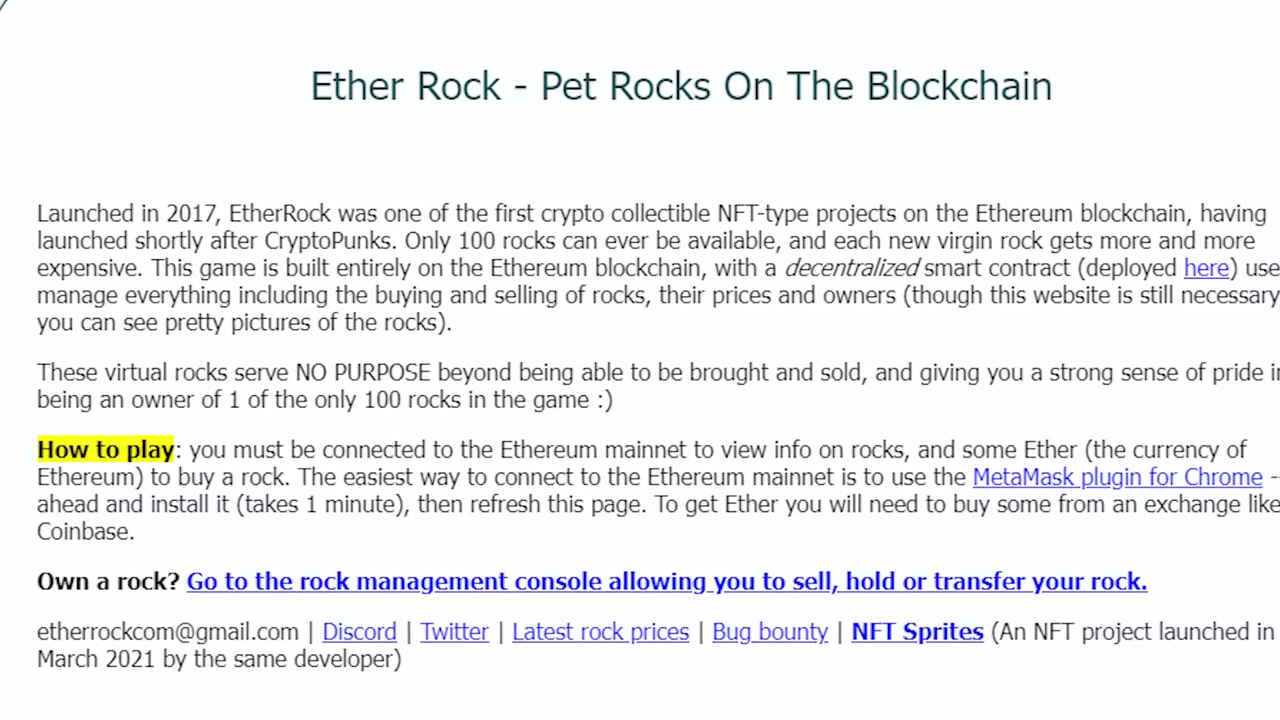 Ether Rock - Pet Rocks On The Blockchain
Launched in 2017, EtherRock was one of the first crypto collectible NFT-type projects on the Ethereum blockchain, having
launched shortly after CryptoPunks. Only 100 rocks can ever be available, and each new virgin rock gets more and more
expensive. This game is built entirely on the Ethereum blockchain, with a decentralized smart contract (deployed here) use
manage everything including the buying and selling of rocks, their prices and owners (though this website is still necessary
you can see pretty pictures of the rocks).
These virtual rocks serve NO PURPOSE beyond being able to be brought and sold, and giving you a strong sense of pride in
being an owner of 1 of the only 100 rocks in the game :)
How to play: you must be connected to the Ethereum mainnet to view info on rocks, and some Ether (the currency of
Ethereum) to buy a rock. The easiest way to connect to the Ethereum mainnet is to use the MetaMask plugin for Chrome --
ahead and install it (takes 1 minute), then refresh this page. To get Ether you will need to buy some from an exchange like
Coinbase.
Own a rock? Go to the rock management console allowing you to sell, hold or transfer your rock.
etherrockcom@gmail.com | Discord | Twitter | Latest rock prices | Bug bounty | NFT Sprites (An NFT project launched in
March 2021 by the same developer)